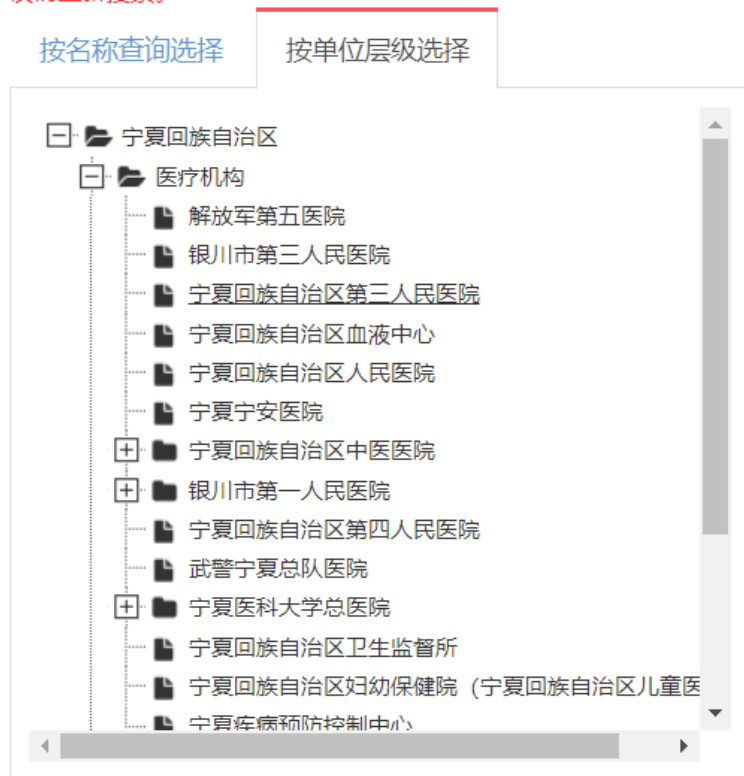 按名称查询选择
按单位层级选择
宁夏回族自治区
医疗机构
解放军第五医院
银川市第三人民医院
宁夏回族自治区第三人民医院
宁夏回族自治区血液中心
宁夏回族自治区人民医院
宁夏宁安医院
宁夏回族自治区中医医院
银川市第一人民医院
宁夏回族自治区第四人民医院
武警宁夏总队医院
宁夏医科大学总医院
宁夏回族自治区卫生监督所
宁夏回族自治区妇幼保健院（宁夏回族自治区儿童医
宁夏疾病预防控制中心